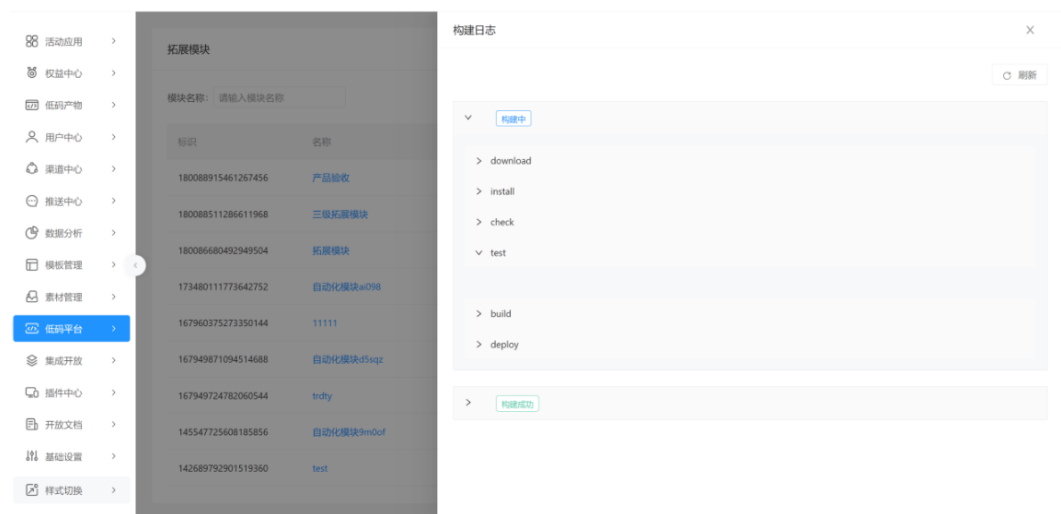 活动应用
权益中心
低码产物
用户中心
渠道中心
推送中心
数据分析
模板管理
素材管理
低码平台
集成开放
插件中心
开放文档
基础设置
样式切换
拓展模块
模块名称: 请输入模块名称
标识 名称
180088915461267456 产品验收
180088511286611968 三级拓展模块
180086680492949504 拓展模块
173480111773642752 自动化模块ai098
167960375273350144 11111
167949871094514688 自动化模块d5sqz
167949724782060544 trdty
145547725608185856 自动化模块9m0of
142689792901519360 test
构建日志
刷新
构建中
download
install
check
test
build
deploy
构建成功